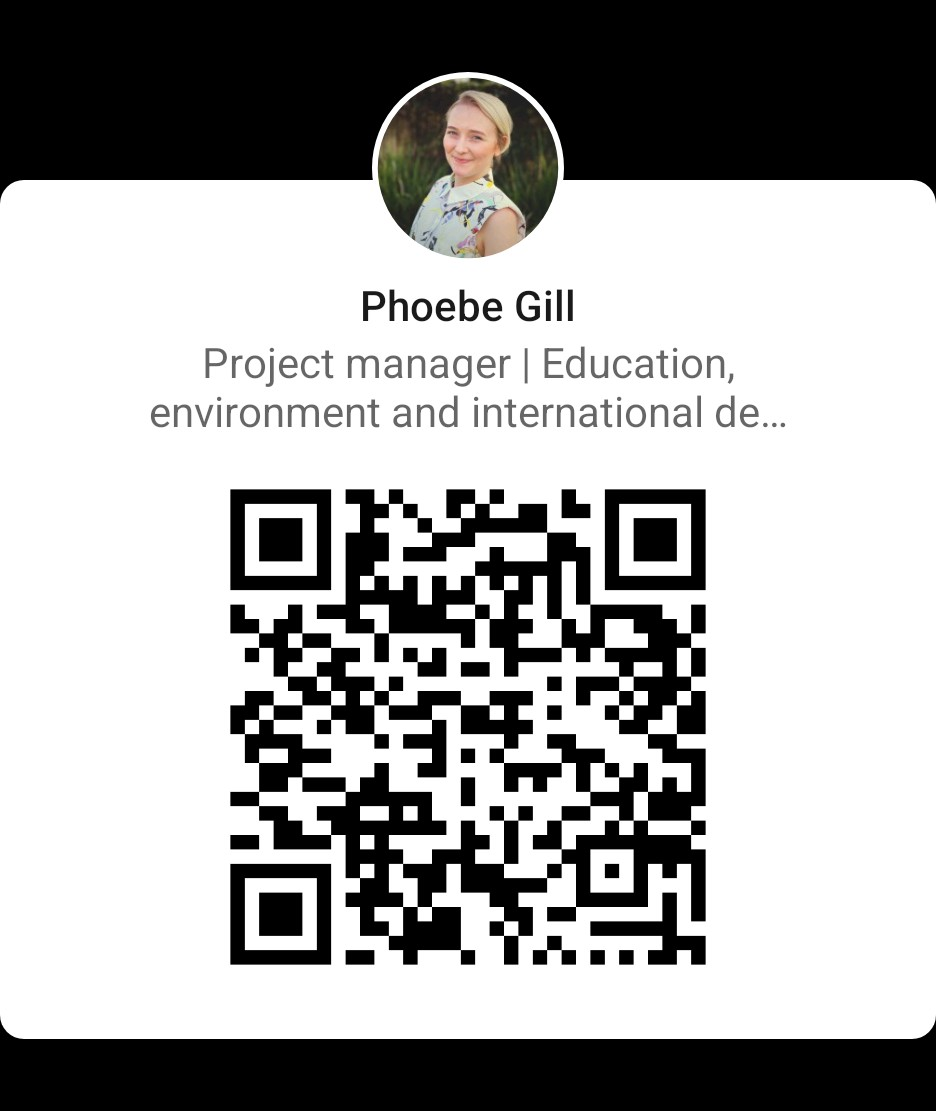 Phoebe Gill
Project manager | Education,
environment and international de...